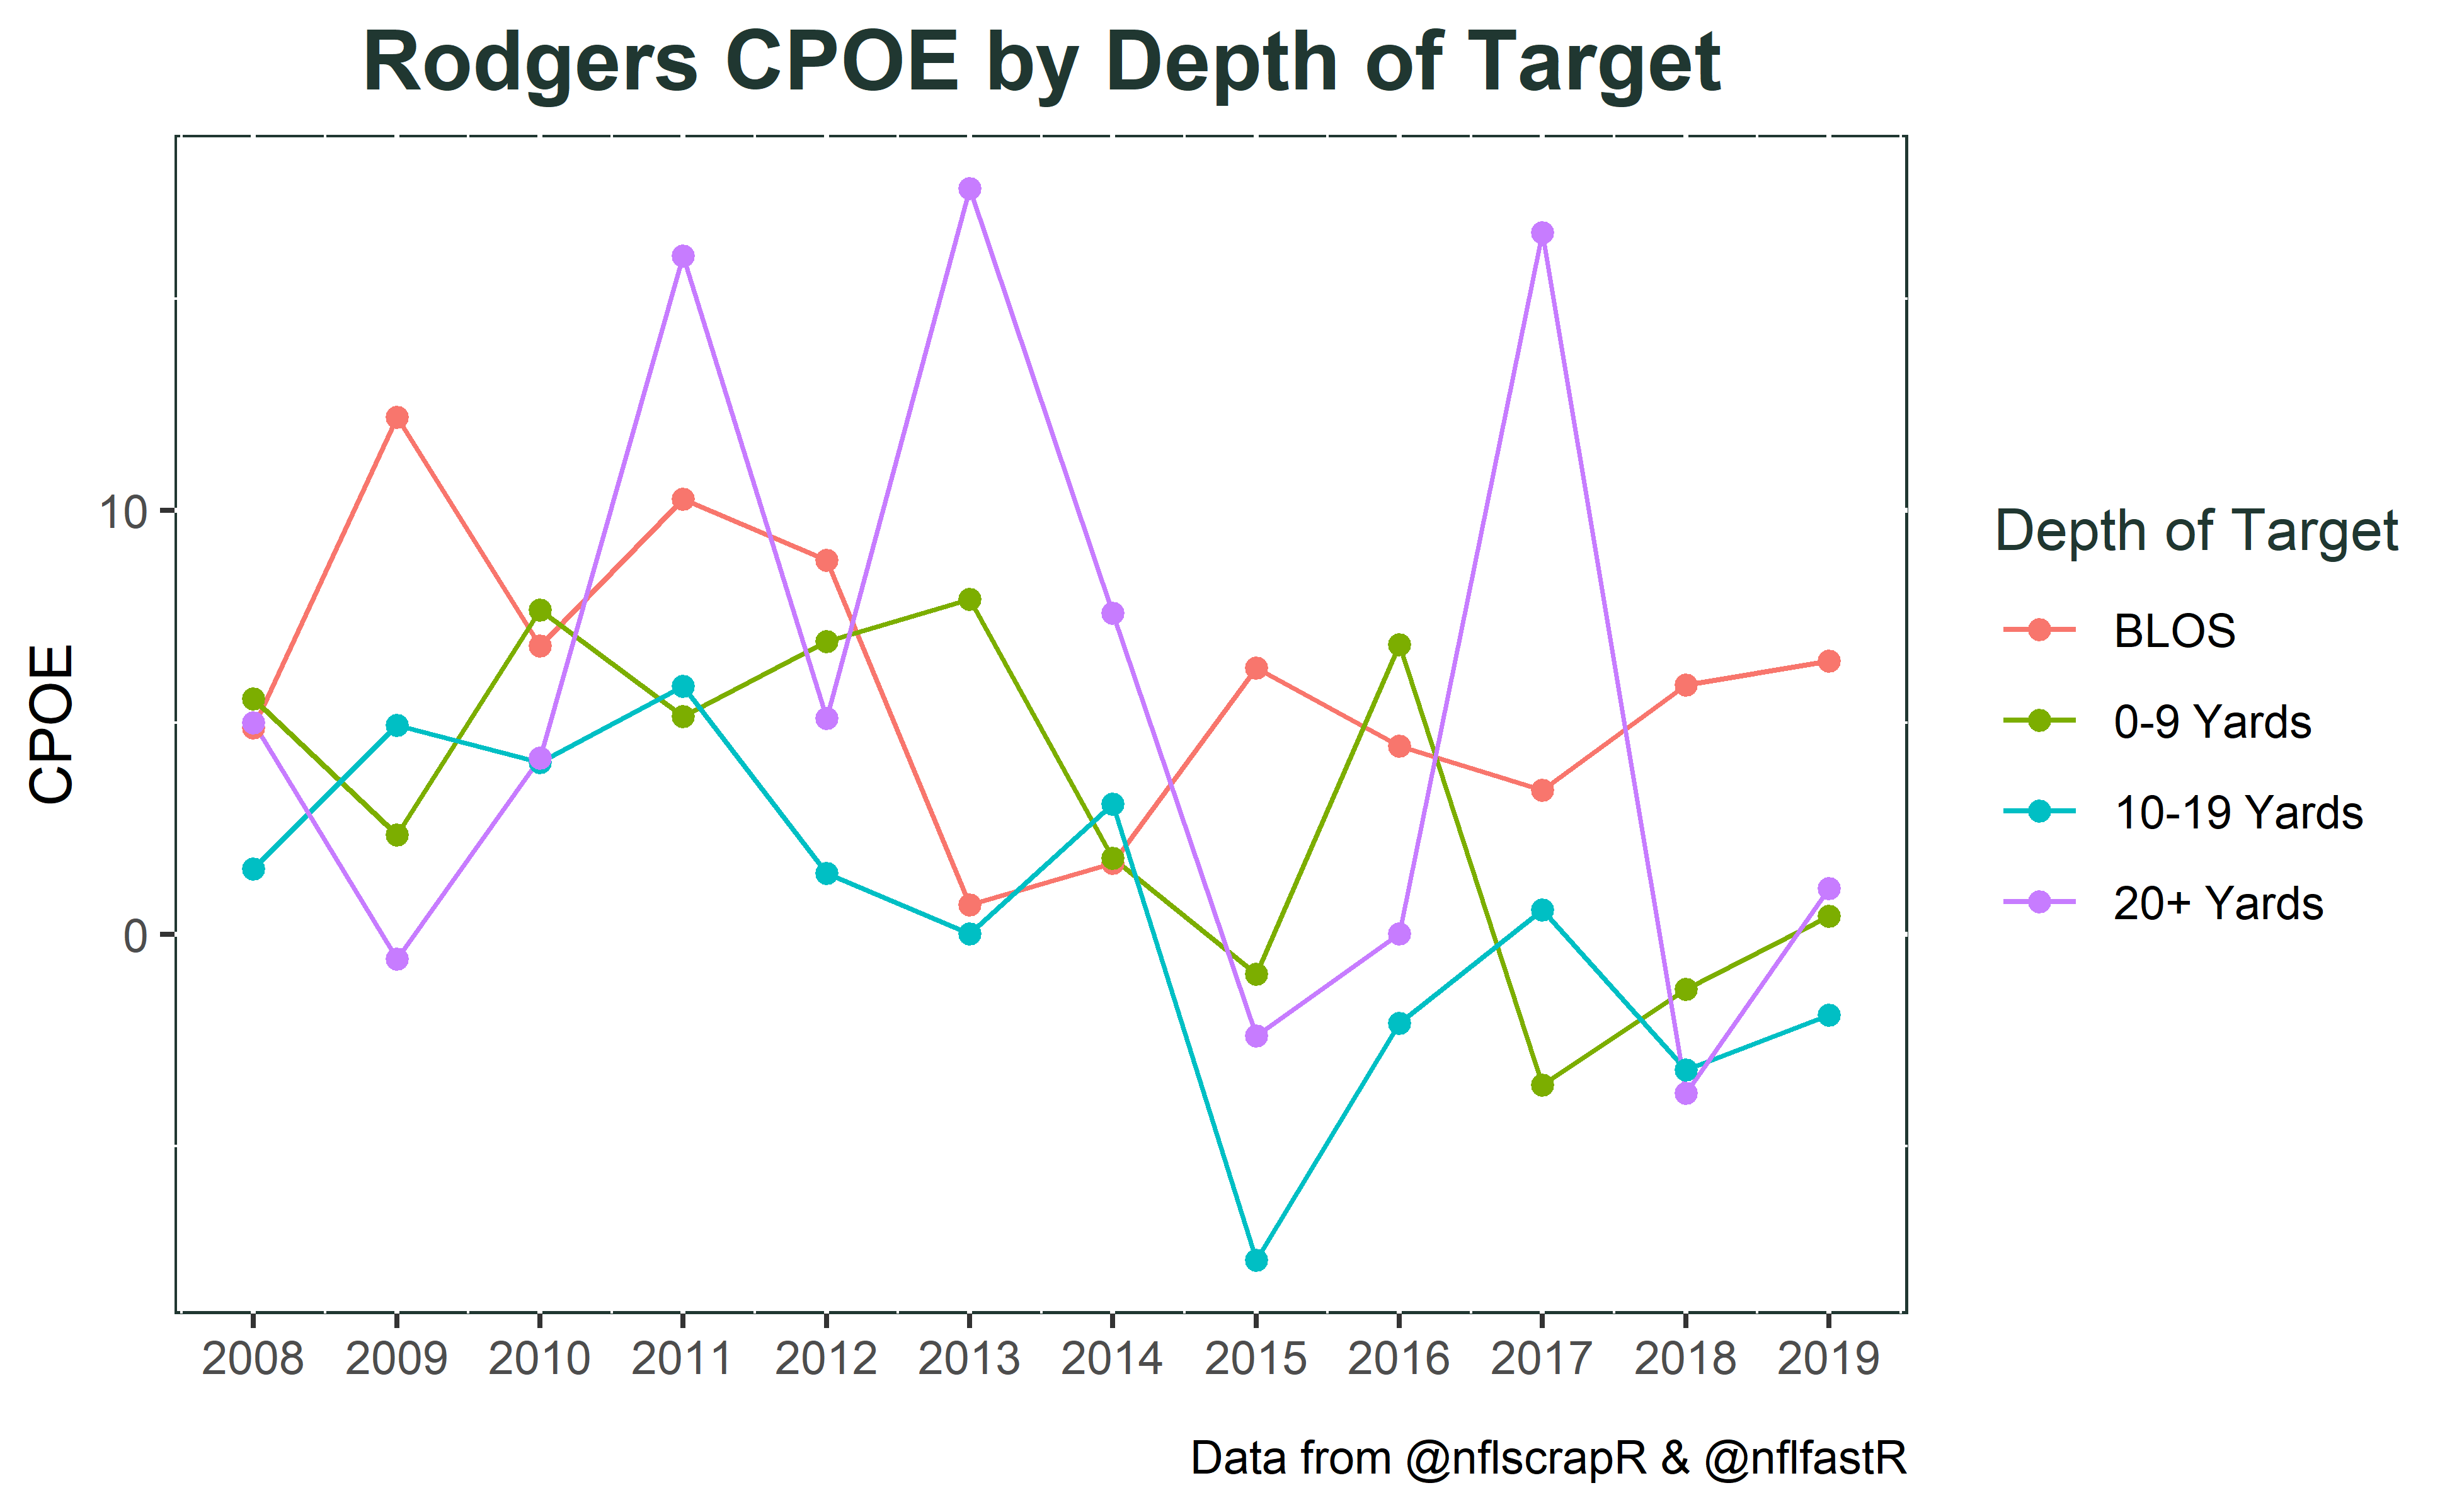 Rodgers CPOE by Depth of Target
CPOE
10
0
2008 2009 2010 2011 2012 2013 2014 2015 2016 2017 2018 2019
Depth of Target
BLOS
0-9 Yards
10-19 Yards
20+ Yards
Data from @nflscrapR & @nflfastR